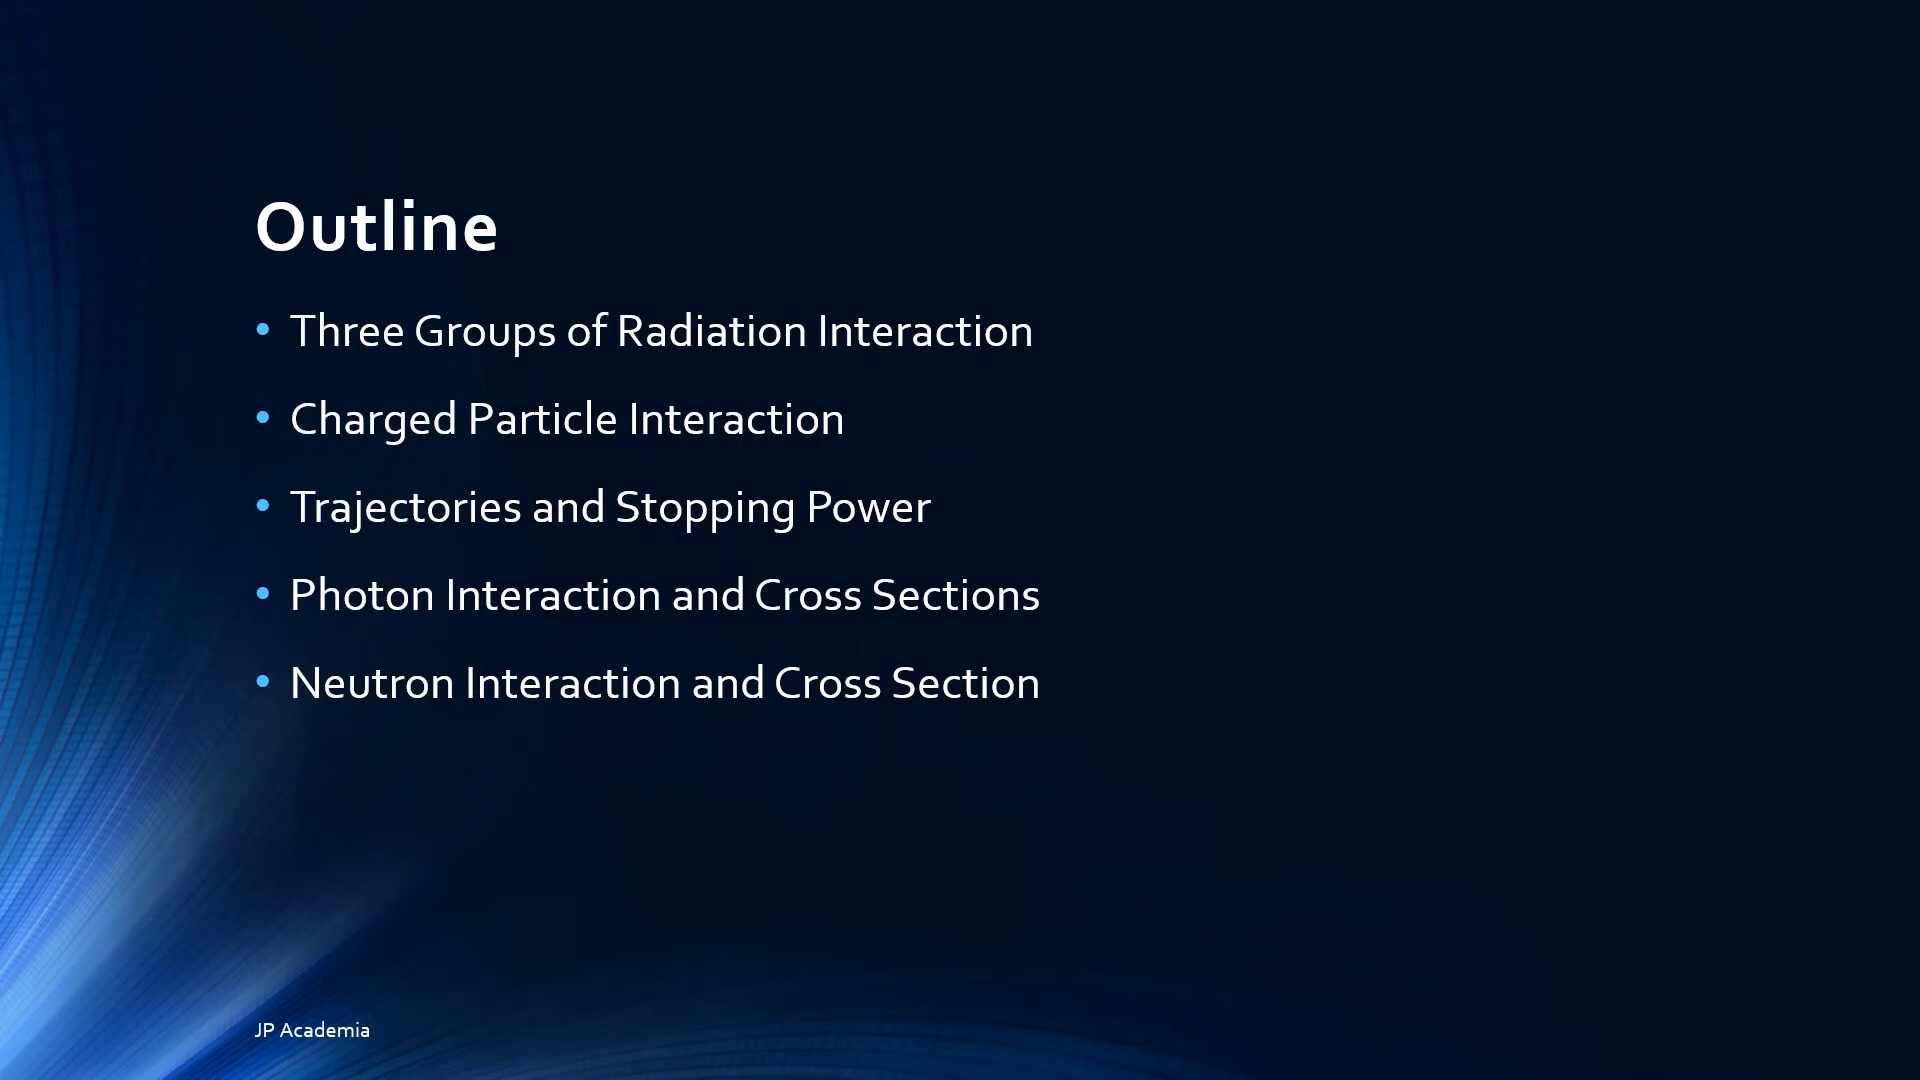 Outline
• Three Groups of Radiation Interaction
• Charged Particle Interaction
• Trajectories and Stopping Power
• Photon Interaction and Cross Sections
• Neutron Interaction and Cross Section
JP Academia